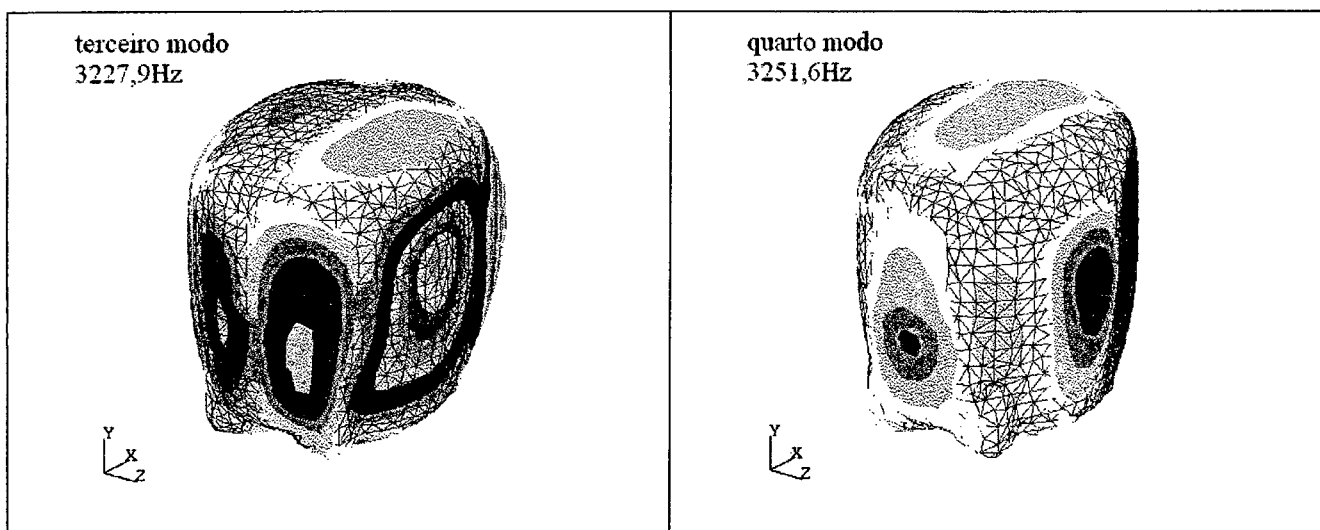 terceiro modo
3227,9Hz
Y
X
Z
quarto modo
3251,6Hz
Y
X
Z